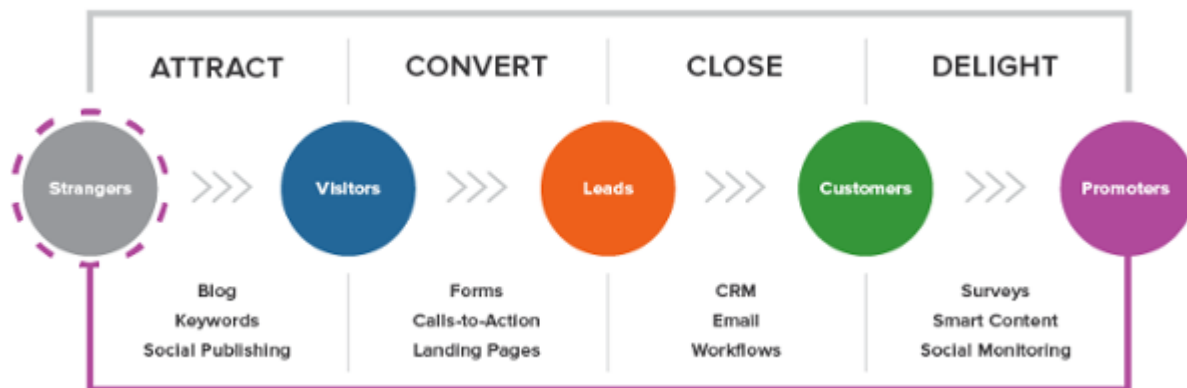 ATTRACT
CONVERT
CLOSE
DELIGHT
Strangers
Visitors
Leads
Customers
Promoters
Blog
Keywords
Social Publishing
Forms
Calls-to-Action
Landing Pages
CRM
Email
Workflows
Surveys
Smart Content
Social Monitoring